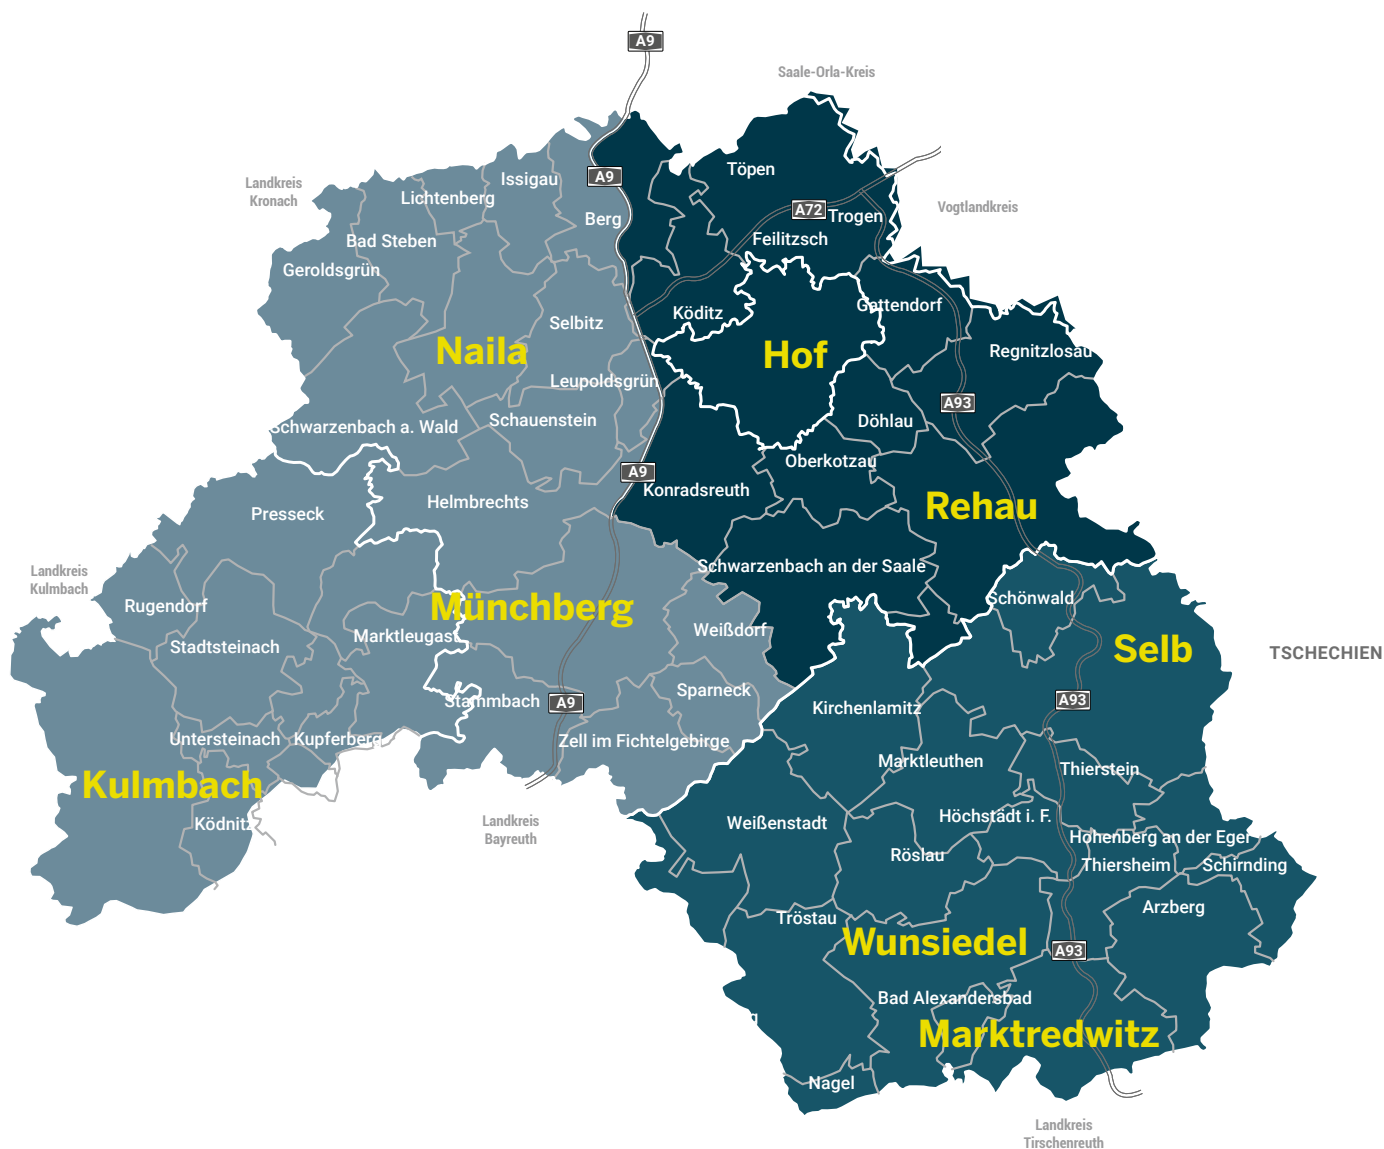 A9
Saale-Orla-Kreis
Töpen
Landkreis
Kronach
Issigau
A9
Lichtenberg
Berg
A72
Trogen
Vogtlandkreis
Bad Steben
Feilitzsch
Geroldsgrün
Köditz
Gattendorf
Selbitz
Naila
Hof
Regnitzlosau
Leupoldsgrün
A93
Schauenstein
Döhlau
Schwarzenbach a. Wald
Oberkotzau
A9
Konradsreuth
Helmbrechts
Presseck
Rehau
Schwarzenbach an der Saale
Landkreis
Kulmbach
Schönwald
Rugendorf
Münchberg
Weißdorf
Marktleugast
Stadtsteinach
Selb
TSCHECHIEN
Sparneck
Stammbach
A9
A93
Kirchenlamitz
Untersteinach
Kupferberg
Zell im Fichtelgebirge
Marktleuthen
Thierstein
Kulmbach
Ködnitz
Landkreis
Bayreuth
Weißenstadt
Höchstädt i. F.
Hohenberg an der Eger
Röslau
Thiersheim
Schirnding
Arzberg
Tröstau
Wunsiedel
A93
Bad Alexandersbad
g
Marktredwitz
Nagel
Landkreis
Tirschenreuth